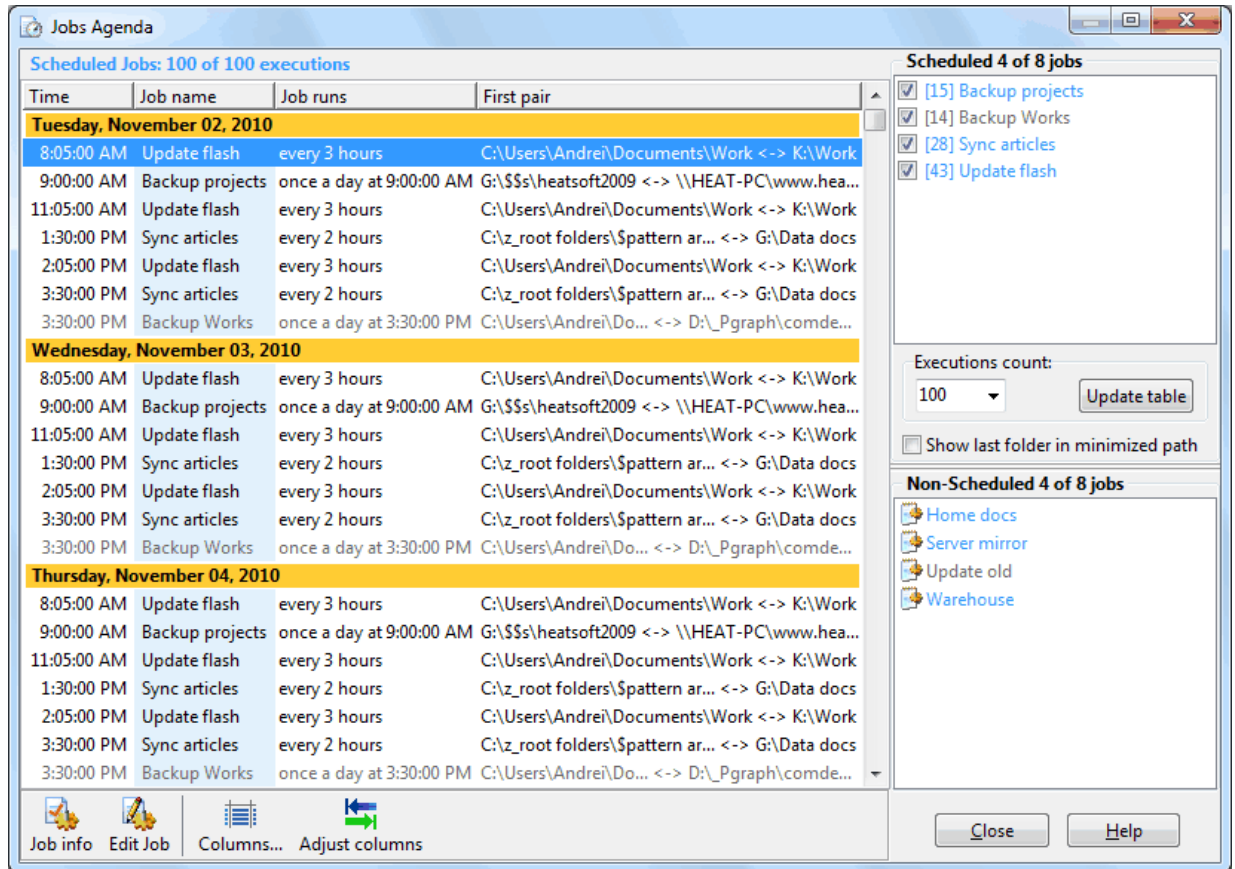 Jobs Agenda
Scheduled Jobs: 100 of 100 executions
Time Job name Job runs First pair
Tuesday, November 02, 2010
8:05:00 AM Update flash every 3 hours C:\Users\Andrei\Documents\Work <-> K:\Work
9:00:00 AM Backup projects once a day at 9:00:00 AM G:\$$s\heatsoft2009 <-> \\HEAT-PC\www.hea...
11:05:00 AM Update flash every 3 hours C:\Users\Andrei\Documents\Work <-> K:\Work
1:30:00 PM Sync articles every 2 hours C:\z_root folders\$pattern ar... <-> G:\Data docs
2:05:00 PM Update flash every 3 hours C:\Users\Andrei\Documents\Work <-> K:\Work
3:30:00 PM Sync articles every 2 hours C:\z_root folders\$pattern ar... <-> G:\Data docs
3:30:00 PM Backup Works once a day at 3:30:00 PM C:\Users\Andrei\Do... <-> D:\_Pgraph\comde...
Wednesday, November 03, 2010
8:05:00 AM Update flash every 3 hours C:\Users\Andrei\Documents\Work <-> K:\Work
9:00:00 AM Backup projects once a day at 9:00:00 AM G:\$$s\heatsoft2009 <-> \\HEAT-PC\www.hea...
11:05:00 AM Update flash every 3 hours C:\Users\Andrei\Documents\Work <-> K:\Work
1:30:00 PM Sync articles every 2 hours C:\z_root folders\$pattern ar... <-> G:\Data docs
2:05:00 PM Update flash every 3 hours C:\Users\Andrei\Documents\Work <-> K:\Work
3:30:00 PM Sync articles every 2 hours C:\z_root folders\$pattern ar... <-> G:\Data docs
3:30:00 PM Backup Works once a day at 3:30:00 PM C:\Users\Andrei\Do... <-> D:\_Pgraph\comde...
Thursday, November 04, 2010
8:05:00 AM Update flash every 3 hours C:\Users\Andrei\Documents\Work <-> K:\Work
9:00:00 AM Backup projects once a day at 9:00:00 AM G:\$$s\heatsoft2009 <-> \\HEAT-PC\www.hea...
11:05:00 AM Update flash every 3 hours C:\Users\Andrei\Documents\Work <-> K:\Work
1:30:00 PM Sync articles every 2 hours C:\z_root folders\$pattern ar... <-> G:\Data docs
2:05:00 PM Update flash every 3 hours C:\Users\Andrei\Documents\Work <-> K:\Work
3:30:00 PM Sync articles every 2 hours C:\z_root folders\$pattern ar... <-> G:\Data docs
3:30:00 PM Backup Works once a day at 3:30:00 PM C:\Users\Andrei\Do... <-> D:\_Pgraph\comde...
Job info Edit Job Columns... Adjust columns
Scheduled 4 of 8 jobs
[15] Backup projects
[14] Backup Works
[28] Sync articles
[43] Update flash
Executions count:
100 Update table
Show last folder in minimized path
Non-Scheduled 4 of 8 jobs
Home docs
Server mirror
Update old
Warehouse
Close Help